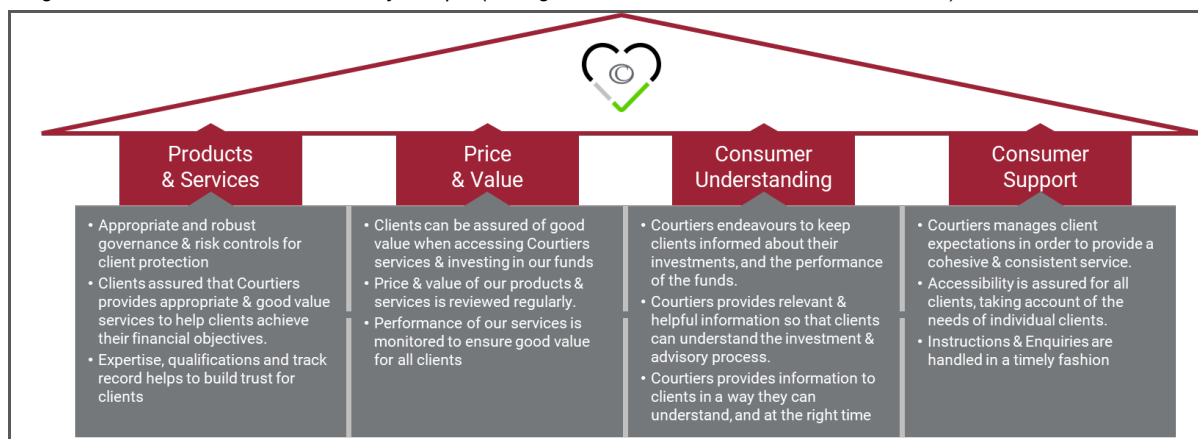 Products
& Services
• Appropriate and robust
governance & risk controls for
client protection
• Clients assured that Courtiers
provides appropriate & good value
services to help clients achieve
their financial objectives.
• Expertise, qualifications and track
record helps to build trust for
clients
Price
& Value
• Clients can be assured of good
value when accessing Courtiers
services & investing in our funds
• Price & value of our products &
services is reviewed regularly.
• Performance of our services is
monitored to ensure good value
for all clients
Consumer
Understanding
• Courtiers endeavours to keep
clients informed about their
investments, and the performance
of the funds.
• Courtiers provides relevant &
helpful information so that clients
can understand the investment &
advisory process.
• Courtiers provides information to
clients in a way they can
understand, and at the right time
Consumer
Support
• Courtiers manages client
expectations in order to provide a
cohesive & consistent service.
• Accessibility is assured for all
clients, taking account of the
needs of individual clients.
• Instructions & Enquiries are
handled in a timely fashion